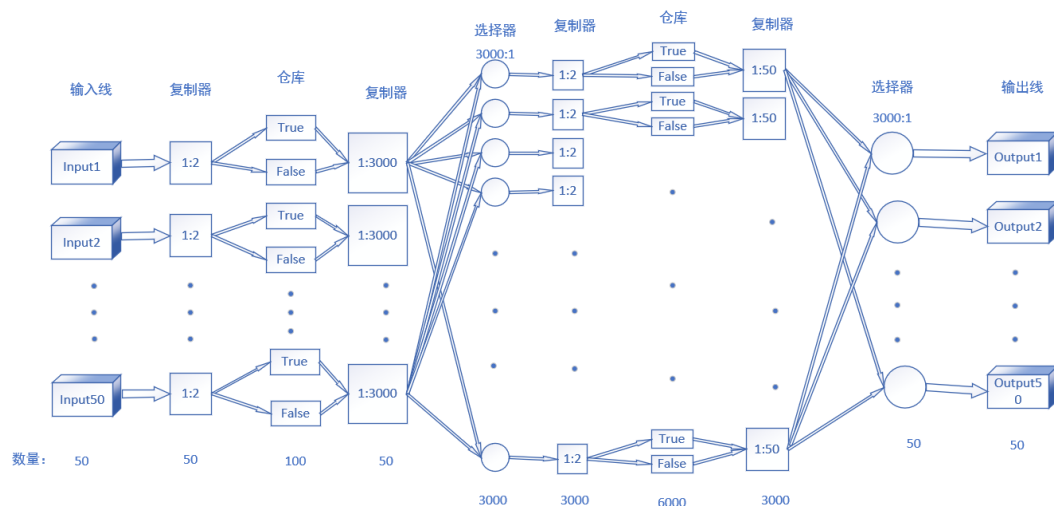 选择器
复制器
仓库
复制器
3000:1
True
1:2
False
1:50
输入线
复制器
仓库
复制器
选择器
输出线
True
1:2
False
1:50
3000:1
True
Input1
1:2
False
1:3000
1:2
Output1
1:2
True
Input2
1:2
False
1:3000
Output2
True
Input50
1:2
False
1:3000
Output5
0
True
1:2
False
1:50
数量：
50
50
100
50
3000
3000
6000
3000
50
50